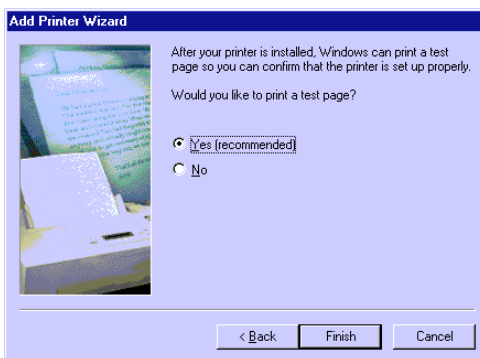 Add Printer Wizard
After your printer is installed, Windows can print a test
page so you can confirm that the printer is set up properly.
Would you like to print a test page?
Yes (recommended)
No
< Back
Finish
Cancel